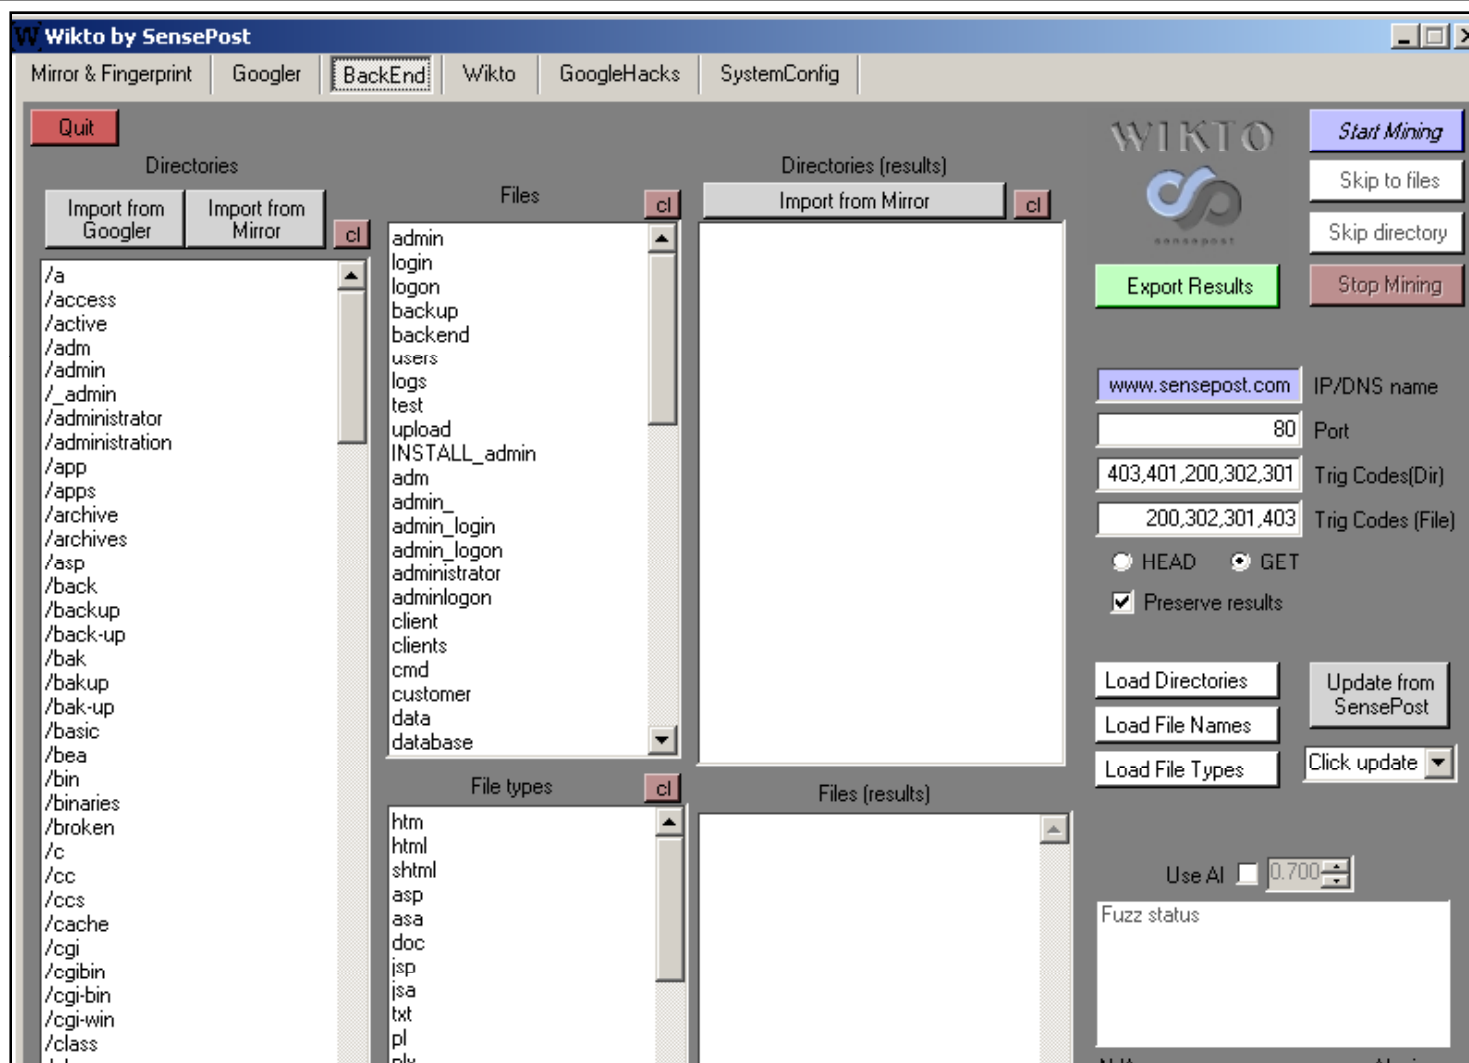 Wikto by SensePost
Mirror & Fingerprint
Googler
BackEnd
Wikto
GoogleHacks
SystemConfig
Quit
Directories
Import from
Googler
Import from
Mirror
cl
/a
/access
/active
/adm
/admin
/_admin
/administrator
/administration
/app
/apps
/archive
/archives
/asp
/back
/backup
/back-up
/bak
/bakup
/bak-up
/basic
/bea
/bin
/binaries
/broken
/c
/cc
/ccs
/cache
/cgi
/cgibin
/cgi-bin
/cgi-win
/class
Files
cl
admin
login
logon
backup
backend
users
logs
test
upload
INSTALL_admin
adm
admin_
admin_login
admin_logon
administrator
adminlogon
client
clients
cmd
customer
data
database
File types
cl
htm
html
shtml
asp
asa
doc
jsp
jsa
txt
pl
Directories (results)
Import from Mirror
cl
Files (results)
WIKTO
sensepost
Start Mining
Skip to files
Skip directory
Export Results
Stop Mining
www.sensepost.com
IP/DNS name
80
Port
403,401,200,302,301
Trig Codes(Dir)
200,302,301,403
Trig Codes (File)
HEAD
GET
Preserve results
Load Directories
Load File Names
Load File Types
Update from
SensePost
Click update
Use AI
0.700
Fuzz status